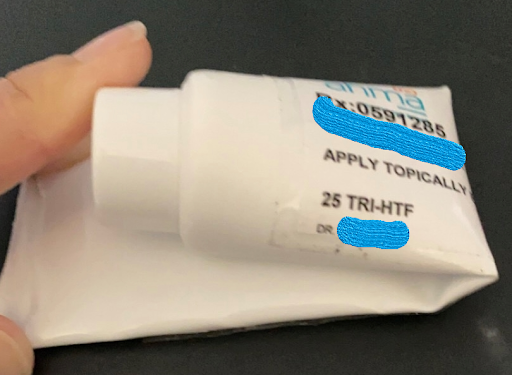 Rx:0591285
APPLY TOPICALLY
25 TRI-HTF
DR.